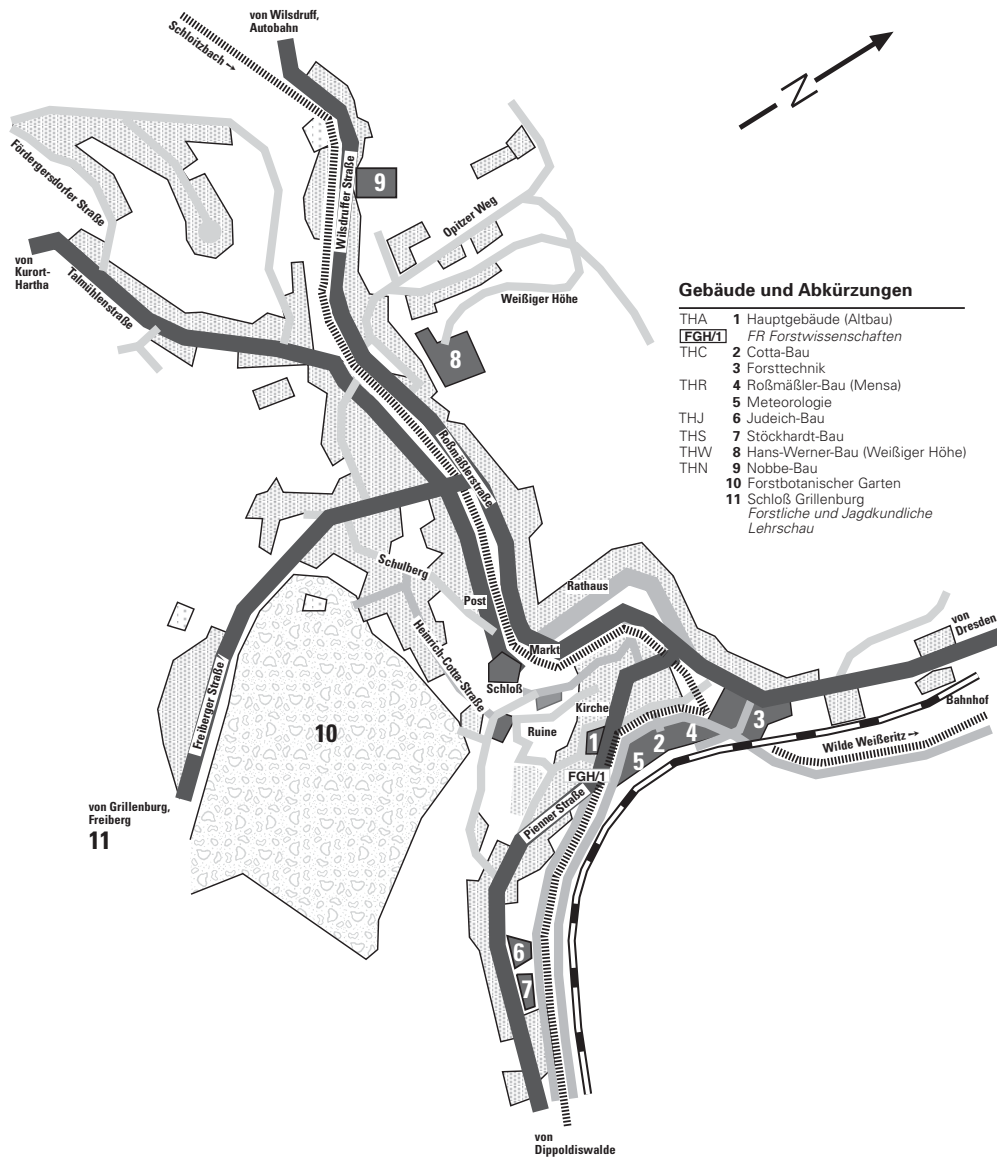 von Wilsdruff,
Autobahn
Schloitzbach →
N
Fördergersdorfer Straße
Wilsdruffer Straße
9
Opitzer Weg
von
Kurort-
Hartha
Talmühlenstraße
Weißiger Höhe
8
Gebäude und Abkürzungen
THA 1 Hauptgebäude (Altbau)
FGH/1 FR Forstwissenschaften
THC 2 Cotta-Bau
3 Forsttechnik
THR 4 Roßmäßler-Bau (Mensa)
5 Meteorologie
THJ 6 Judeich-Bau
THS 7 Stöckhardt-Bau
THW 8 Hans-Werner-Bau (Weißiger Höhe)
THN 9 Nobbe-Bau
10 Forstbotanischer Garten
11 Schloß Grillenburg
Forstliche und Jagdkundliche
Lehrschau
Roßmäßlerstraße
Schulberg
Rathaus
Post
Heinrich-Cotta-Straße
Markt
von
Dresden
Schloß
Bahnhof
Kirche
Freiberger Straße
10
Ruine
1
2
4
3
5
Wilde Weißeritz →
FGH/1
Pienner Straße
von Grillenburg,
Freiberg
11
6
7
von
Dippoldiswalde